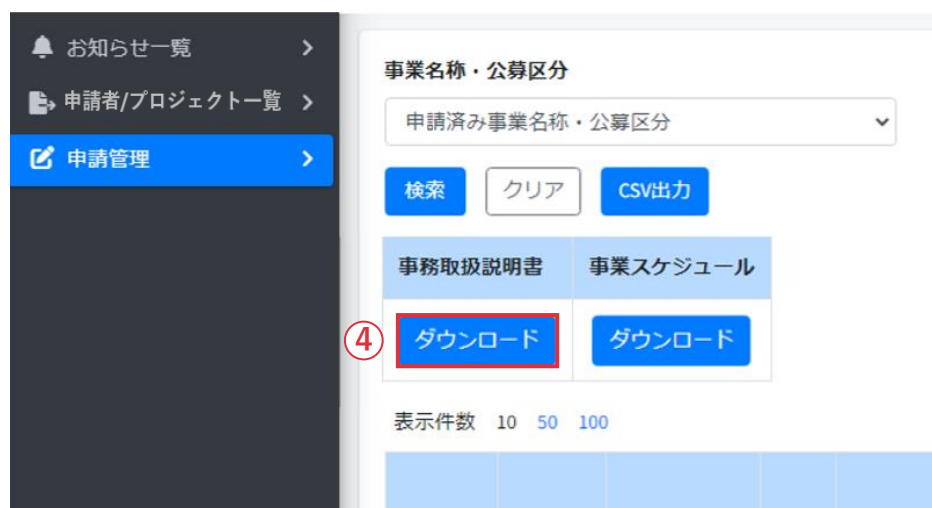 お知らせ一覧
申請者/プロジェクト一覧
申請管理
事業名称・公募区分
申請済み事業名称・公募区分
検索 クリア CSV出力
事務取扱説明書 事業スケジュール
④ ダウンロード ダウンロード
表示件数 10 50 100